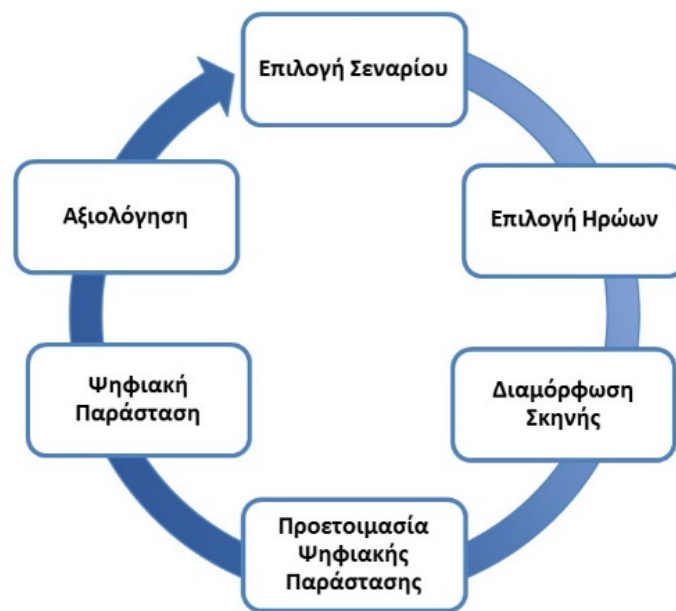 Επιλογή Σεναρίου
Επιλογή Ηρώων
Διαμόρφωση
Σκηνής
Προετοιμασία
Ψηφιακής
Παράστασης
Ψηφιακή
Παράσταση
Αξιολόγηση